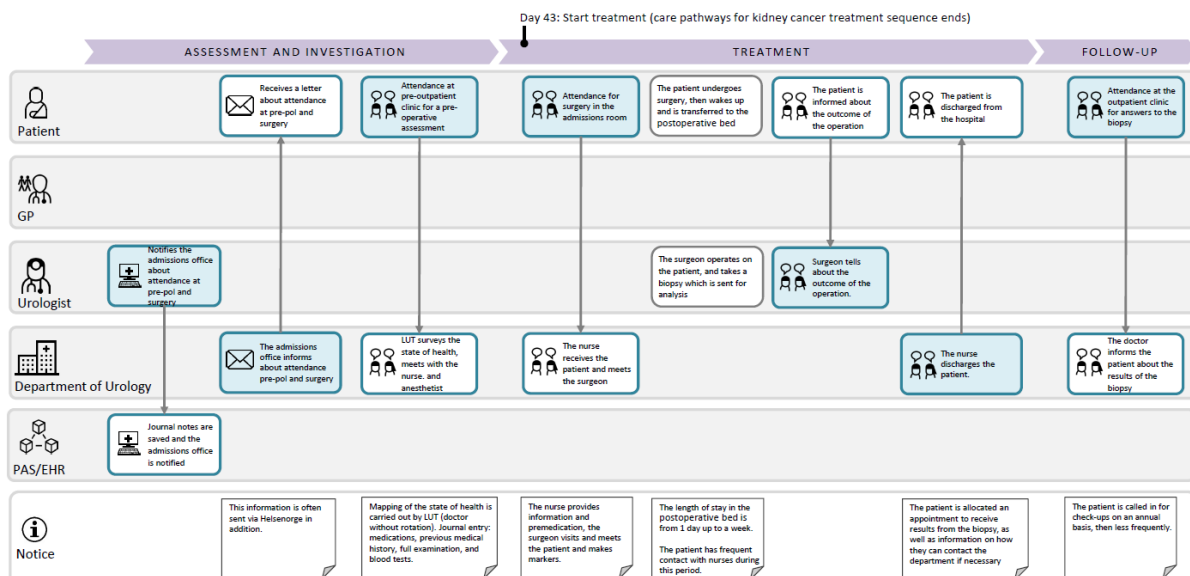 Day 43: Start treatment (care pathways for kidney cancer treatment sequence ends)
ASSESSMENT AND INVESTIGATION
TREATMENT
FOLLOW-UP
Patient
Receives a letter
about attendance
at pre-pol and
surgery
Attendance at
pre-outpatient
clinic for a pre-
operative
assessment
Attendance for
surgery in the
admissions room
The patient undergoes
surgery, then wakes up
and is transferred to the
postoperative bed
The patient is
informed about
the outcome of
the operation
The patient is
discharged from
the hospital
Attendance at the
outpatient clinic
for answers to the
biopsy
GP
Urologist
Notifies the
admissions office
about
attendance at
pre-pol and
surgery
The surgeon operates on
the patient, and takes a
biopsy which is sent for
analysis
Surgeon tells
about the
outcome of the
operation.
Department of Urology
The admissions
office informs
about attendance
pre-pol and surgery
LUT surveys the
state of health,
meets with the
nurse. and
anesthetist
The nurse
receives the
patient and meets
the surgeon
The nurse
discharges the
patient.
The doctor
informs the
patient about the
results of the
biopsy
PAS/EHR
Journal notes are
saved and the
admissions office
is notified
Notice
This information is often
sent via Helsenorge in
addition.
Mapping of the state of health is
carried out by LUT (doctor
without rotation). Journal entry:
medications, previous medical
history, full examination, and
blood tests.
The nurse provides
information and
premedication, the
surgeon visits and meets
the patient and makes
markers.
The length of stay in the
postoperative bed is
from 1 day up to a week.
The patient has frequent
contact with nurses during
this period.
The patient is allocated an
appointment to receive
results from the biopsy, as
well as information on how
they can contact the
department if necessary
The patient is called in for
check-ups on an annual
basis, then less frequently.